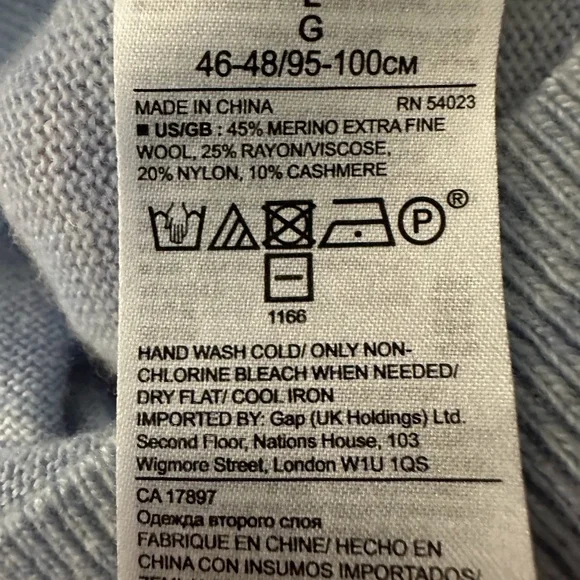 G
46-48/95-100CM
MADE IN CHINA RN 54023
■ US/GB : 45% MERINO EXTRA FINE
WOOL, 25% RAYON/VISCOSE,
20% NYLON, 10% CASHMERE
P ®
1166
HAND WASH COLD/ ONLY NON-
CHLORINE BLEACH WHEN NEEDED/
DRY FLAT/ COOL IRON
IMPORTED BY: Gap (UK Holdings) Ltd.
Second Floor, Nations House, 103
Wigmore Street, London W1U 1QS
CA 17897
Одежда второго слоя
FABRIQUE EN CHINE/ HECHO EN
CHINA CON INSUMOS IMPORTADOS/